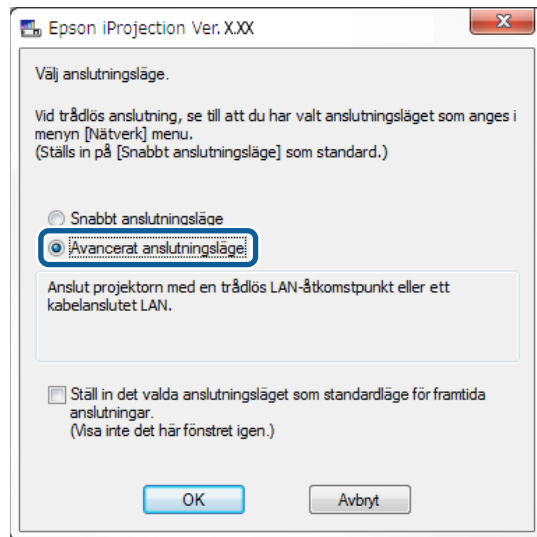 Epson iProjection Ver. X.XX
Välj anslutningsläge.
Vid trådlös anslutning, se till att du har valt anslutningsläget som anges i
menyn [Nätverk] menu.
(Ställs in på [Snabbt anslutningsläge] som standard.)
Snabbt anslutningsläge
Avancerat anslutningsläge
Anslut projektorn med en trådlös LAN-åtkomstpunkt eller ett
kabelanslutet LAN.
Ställ in det valda anslutningsläget som standardläge för framtida
anslutningar.
(Visa inte det här fönstret igen.)
OK
Avbryt